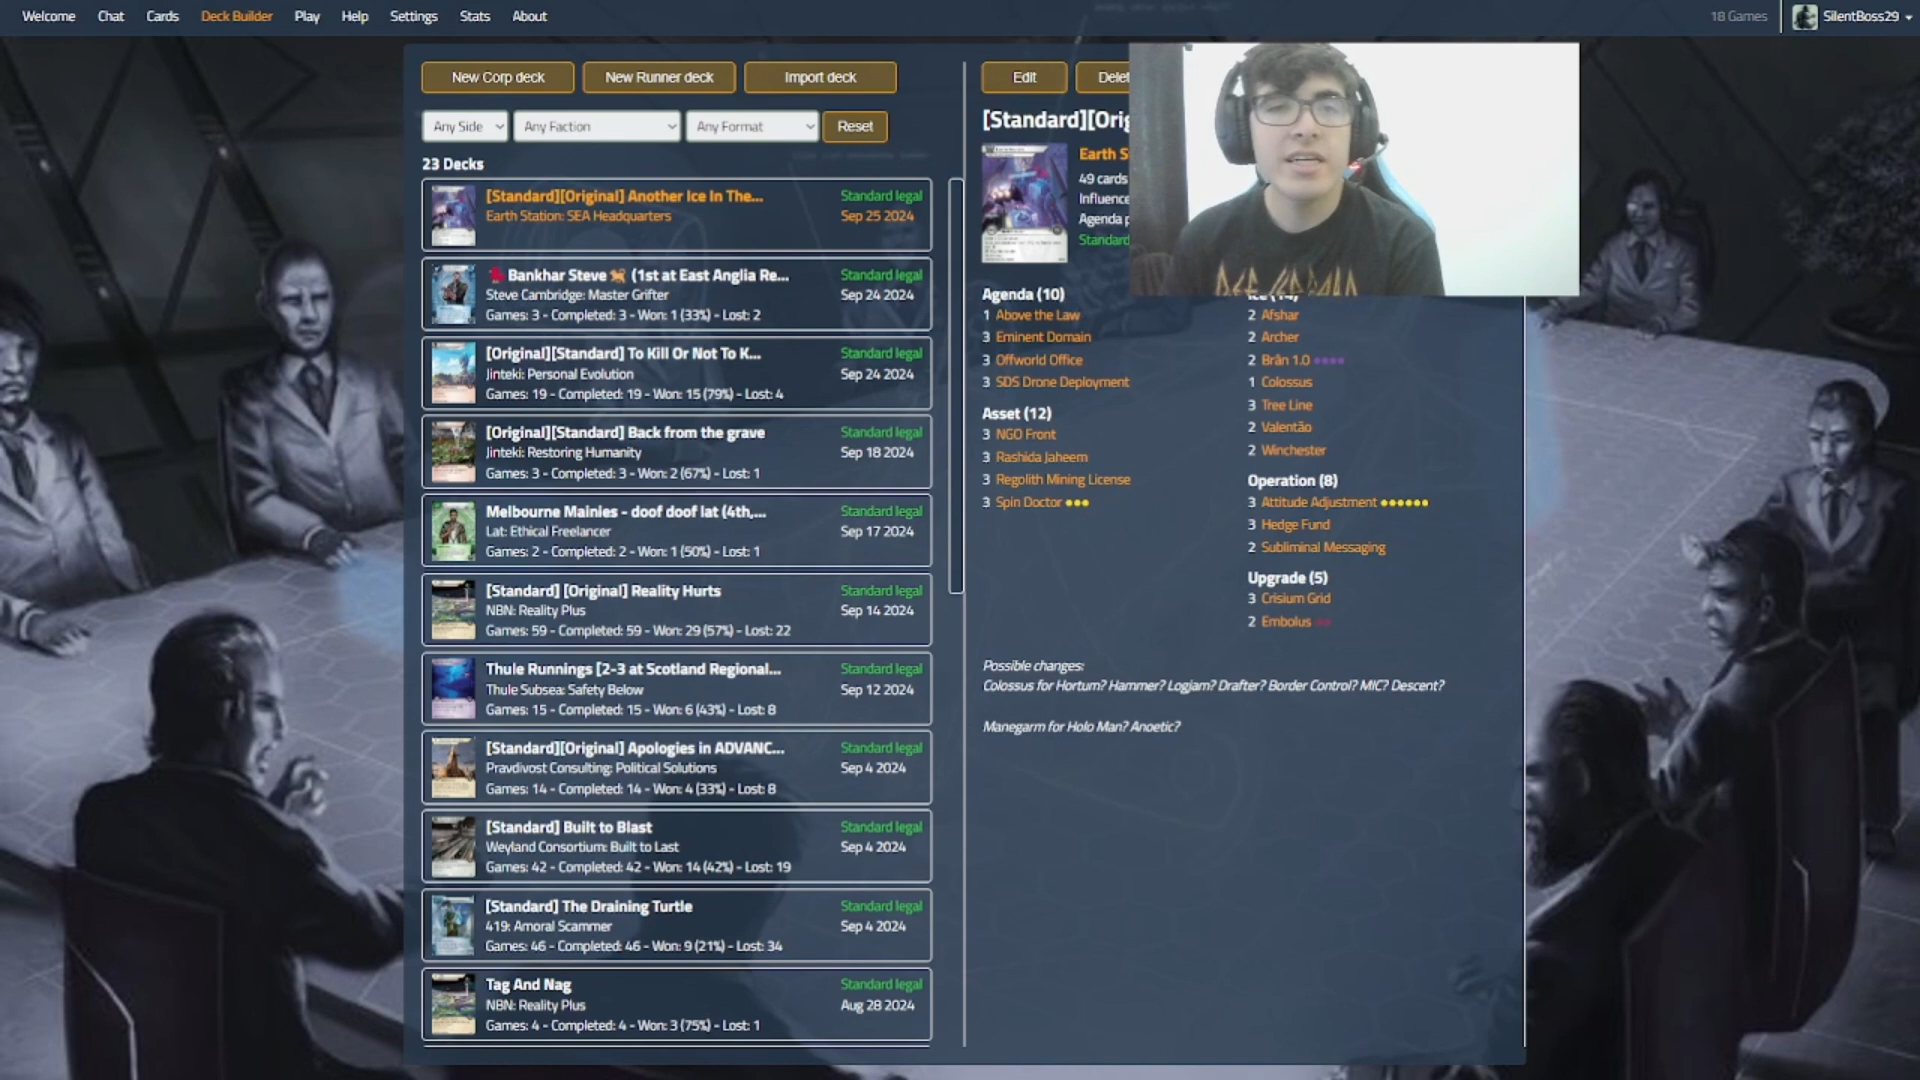 Welcome Chat Cards Deck Builder Play Help Settings Stats About
18 Games SilentBoss29
New Corp deck New Runner deck Import deck
Any Side Any Faction Any Format Reset
23 Decks
[Standard][Original] Another Ice In The... Standard legal
Earth Station: SEA Headquarters Sep 25 2024
Bankhar Steve (1st at East Anglia Re... Standard legal
Steve Cambridge: Master Grifter Sep 24 2024
Games: 3 - Completed: 3 - Won: 1 (33%) - Lost: 2
[Original][Standard] To Kill Or Not To K... Standard legal
Jinteki: Personal Evolution Sep 24 2024
Games: 19 - Completed: 19 - Won: 15 (79%) - Lost: 4
[Original][Standard] Back from the grave Standard legal
Jinteki: Restoring Humanity Sep 18 2024
Games: 3 - Completed: 3 - Won: 2 (67%) - Lost: 1
Melbourne Mainies - doof doof lat (4th,... Standard legal
Lat: Ethical Freelancer Sep 17 2024
Games: 2 - Completed: 2 - Won: 1 (50%) - Lost: 1
[Standard] [Original] Reality Hurts Standard legal
NBN: Reality Plus Sep 14 2024
Games: 59 - Completed: 59 - Won: 29 (57%) - Lost: 22
Thule Runnings [2-3 at Scotland Regional... Standard legal
Thule Subsea: Safety Below Sep 12 2024
Games: 15 - Completed: 15 - Won: 6 (43%) - Lost: 8
[Standard][Original] Apologies in ADVANC... Standard legal
Pravdivost Consulting: Political Solutions Sep 4 2024
Games: 14 - Completed: 14 - Won: 4 (33%) - Lost: 8
[Standard] Built to Blast Standard legal
Weyland Consortium: Built to Last Sep 4 2024
Games: 42 - Completed: 42 - Won: 14 (42%) - Lost: 19
[Standard] The Draining Turtle Standard legal
419: Amoral Scammer Sep 4 2024
Games: 46 - Completed: 46 - Won: 9 (21%) - Lost: 34
Tag And Nag Standard legal
NBN: Reality Plus Aug 28 2024
Games: 4 - Completed: 4 - Won: 3 (75%) - Lost: 1
Edit Delet
[Standard][Orig
Earth S
49 cards
Influence
Agenda p
Standard
Agenda (10)
1 Above the Law
3 Eminent Domain
3 Offworld Office
3 SDS Drone Deployment
Asset (12)
3 NGO Front
3 Rashida Jaheem
3 Regolith Mining License
3 Spin Doctor
2 Afshar
2 Archer
2 Brân 1.0
1 Colossus
3 Tree Line
2 Valentão
2 Winchester
Operation (8)
3 Attitude Adjustment
3 Hedge Fund
2 Subliminal Messaging
Upgrade (5)
3 Crisium Grid
2 Embolus
Possible changes:
Colossus for Hortum? Hammer? Logjam? Drafter? Border Control? MIC? Descent?
Manegarm for Holo Man? Anoetic?